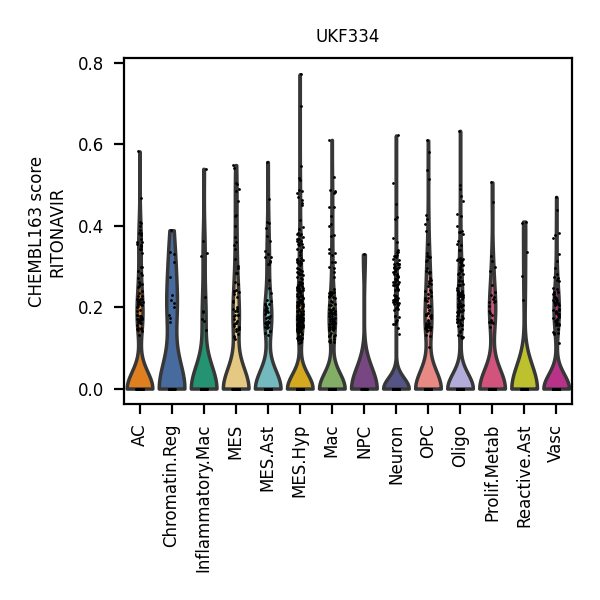 UKF334
CHEMBL163 score
RITONAVIR
0.8
0.6
0.4
0.2
0.0
AC
Chromatin.Reg
Inflammatory.Mac
MES
MES.Ast
MES.Hyp
Mac
NPC
Neuron
OPC
Oligo
Prolif.Metab
Reactive.Ast
Vasc